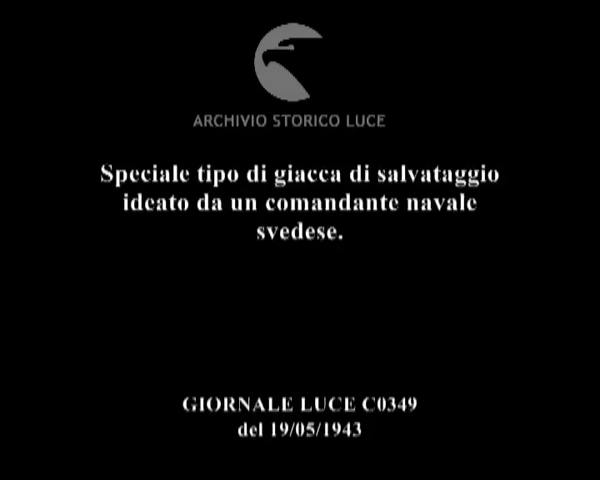 ARCHIVIO STORICO LUCE
Speciale tipo di giacca di salvataggio
ideato da un comandante navale
svedese.
GIORNALE LUCE C0349
del 19/05/1943